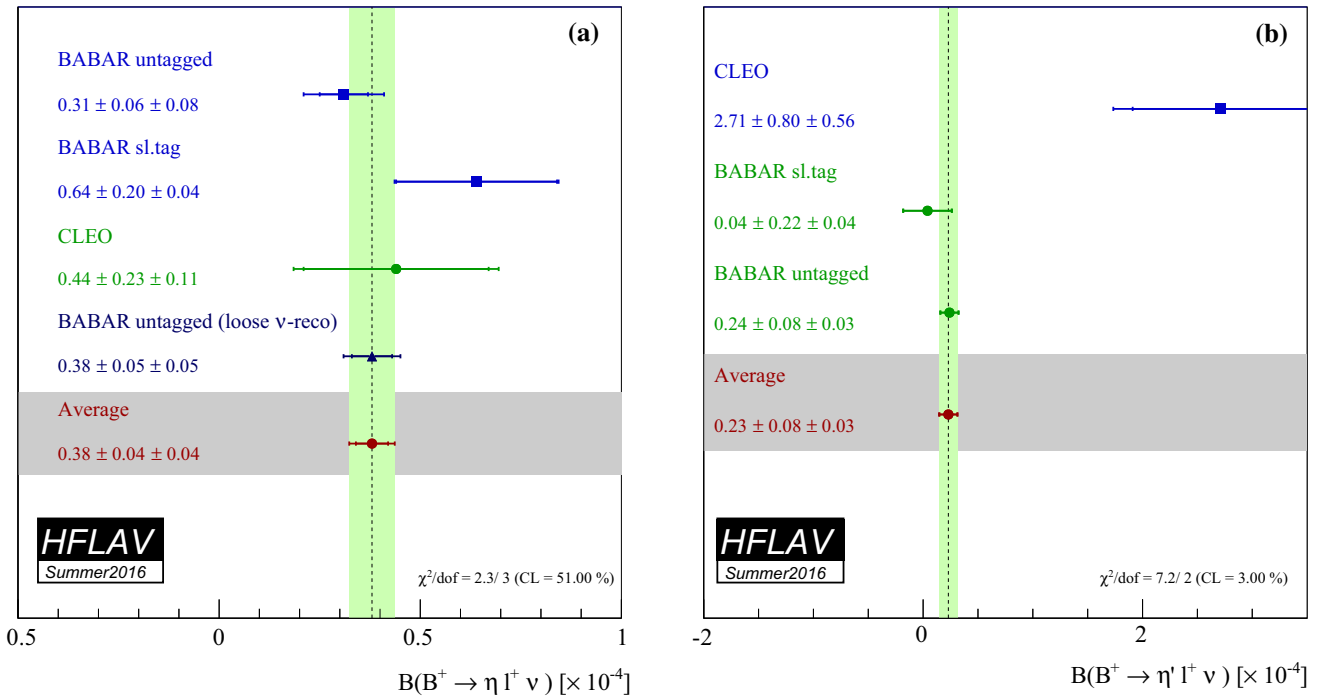 (a)
BABAR untagged
0.31 ± 0.06 ± 0.08
BABAR sl.tag
0.64 ± 0.20 ± 0.04
CLEO
0.44 ± 0.23 ± 0.11
BABAR untagged (loose ν-reco)
0.38 ± 0.05 ± 0.05
Average
0.38 ± 0.04 ± 0.04
HFLAV
Summer2016
χ²/dof = 2.3/ 3 (CL = 51.00 %)
0.5 0 0.5 1
B(B⁺ → η l⁺ ν ) [× 10⁻⁴]
(b)
CLEO
2.71 ± 0.80 ± 0.56
BABAR sl.tag
0.04 ± 0.22 ± 0.04
BABAR untagged
0.24 ± 0.08 ± 0.03
Average
0.23 ± 0.08 ± 0.03
HFLAV
Summer2016
χ²/dof = 7.2/ 2 (CL = 3.00 %)
-2 0 2
B(B⁺ → η' l⁺ ν ) [× 10⁻⁴]